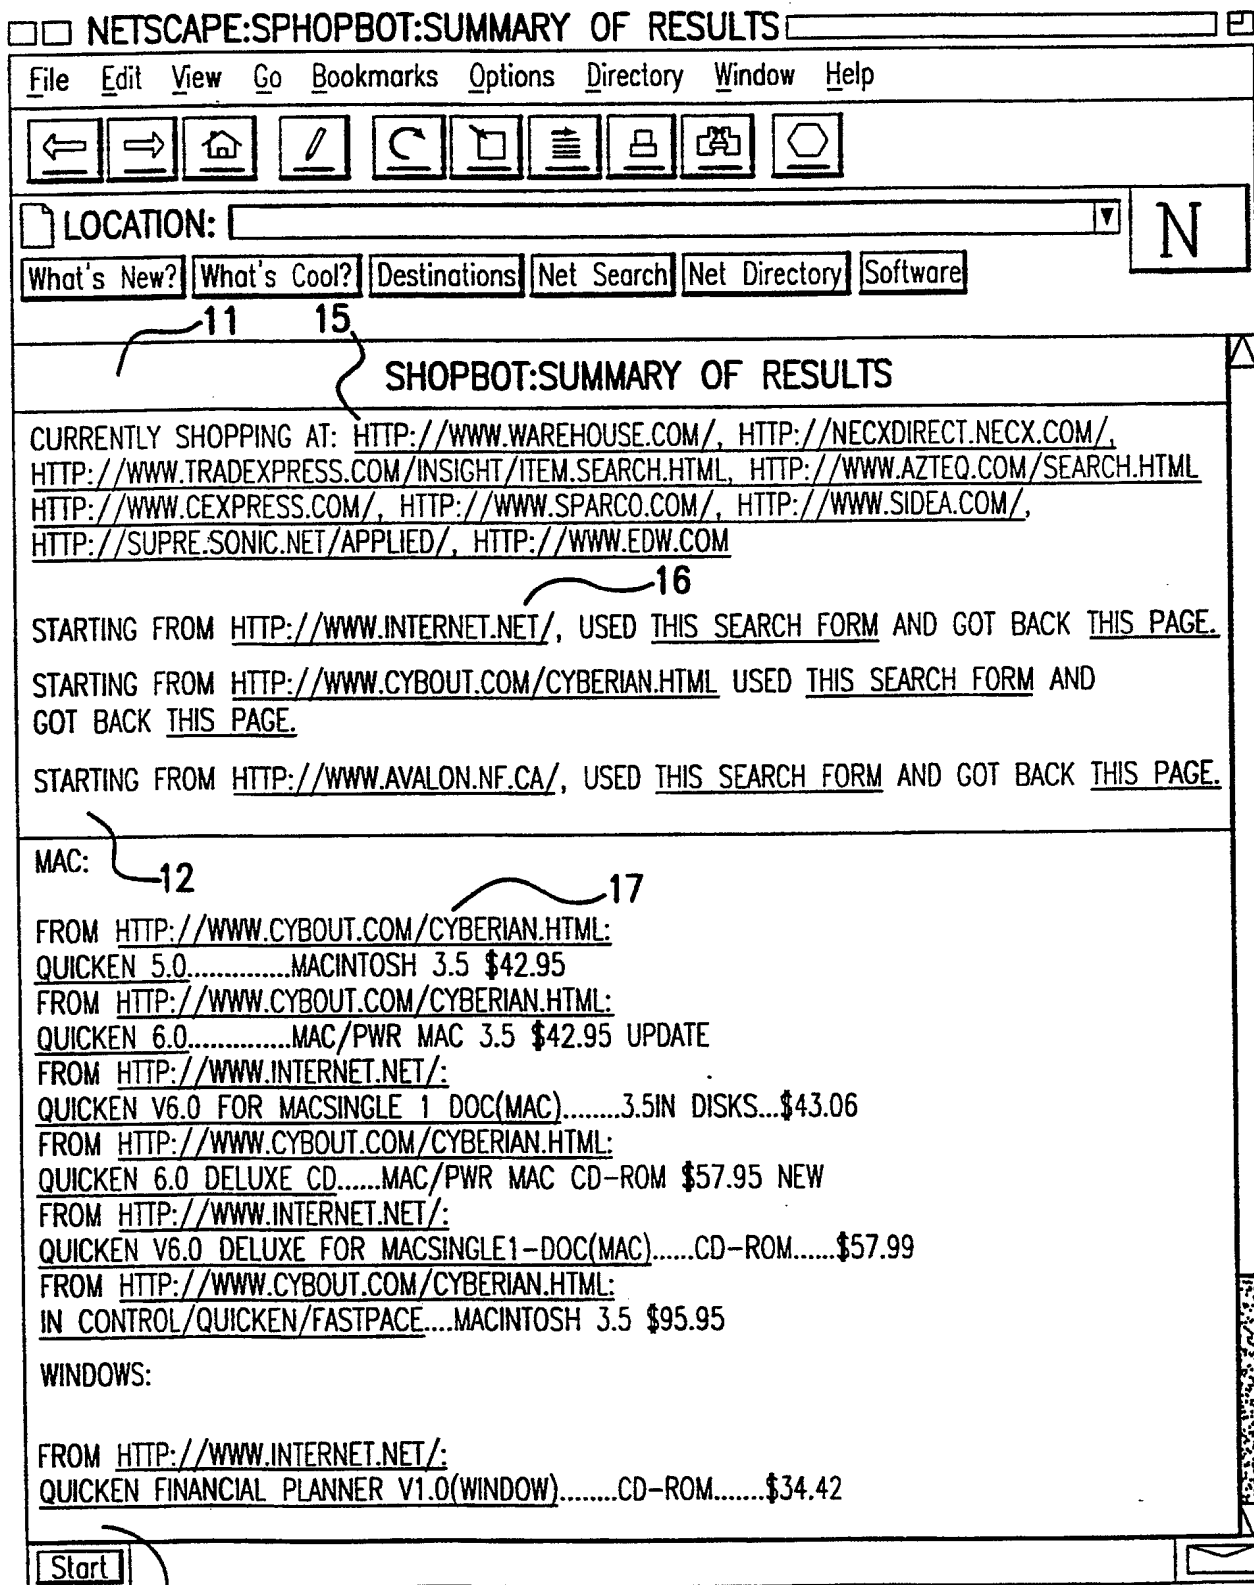 NETSCAPE:SPHOPBOT:SUMMARY OF RESULTS
File Edit View Go Bookmarks Options Directory Window Help
LOCATION:
N
What's New? What's Cool? Destinations Net Search Net Directory Software
11 15
SHOPBOT:SUMMARY OF RESULTS
CURRENTLY SHOPPING AT: HTTP://WWW.WAREHOUSE.COM/, HTTP://NECXDIRECT.NECX.COM/,
HTTP://WWW.TRADEXPRESS.COM/INSIGHT/ITEM.SEARCH.HTML, HTTP://WWW.AZTEQ.COM/SEARCH.HTML
HTTP://WWW.CEXPRESS.COM/, HTTP://WWW.SPARCO.COM/, HTTP://WWW.SIDEA.COM/,
HTTP://SUPRE.SONIC.NET/APPLIED/, HTTP://WWW.EDW.COM
16
STARTING FROM HTTP://WWW.INTERNET.NET/, USED THIS SEARCH FORM AND GOT BACK THIS PAGE.
STARTING FROM HTTP://WWW.CYBOUT.COM/CYBERIAN.HTML USED THIS SEARCH FORM AND
GOT BACK THIS PAGE.
STARTING FROM HTTP://WWW.AVALON.NF.CA/, USED THIS SEARCH FORM AND GOT BACK THIS PAGE.
MAC:
12
17
FROM HTTP://WWW.CYBOUT.COM/CYBERIAN.HTML:
QUICKEN 5.0..............MACINTOSH 3.5 $42.95
FROM HTTP://WWW.CYBOUT.COM/CYBERIAN.HTML:
QUICKEN 6.0..............MAC/PWR MAC 3.5 $42.95 UPDATE
FROM HTTP://WWW.INTERNET.NET/:
QUICKEN V6.0 FOR MACSINGLE 1 DOC(MAC)........3.5IN DISKS...$43.06
FROM HTTP://WWW.CYBOUT.COM/CYBERIAN.HTML:
QUICKEN 6.0 DELUXE CD......MAC/PWR MAC CD-ROM $57.95 NEW
FROM HTTP://WWW.INTERNET.NET/:
QUICKEN V6.0 DELUXE FOR MACSINGLE1-DOC(MAC)......CD-ROM......$57.99
FROM HTTP://WWW.CYBOUT.COM/CYBERIAN.HTML:
IN CONTROL/QUICKEN/FASTPACE....MACINTOSH 3.5 $95.95
WINDOWS:
FROM HTTP://WWW.INTERNET.NET/:
QUICKEN FINANCIAL PLANNER V1.0(WINDOW)........CD-ROM.......$34.42
Start